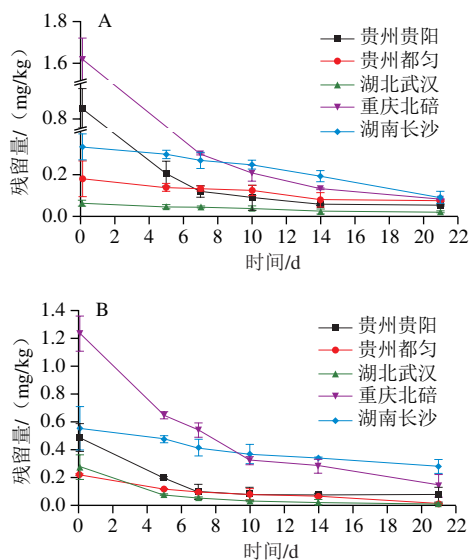 A
贵州贵阳
贵州都匀
湖北武汉
重庆北碚
湖南长沙
残留量/（mg/kg）
1.6
0.8
0.2
0.0
0 2 4 6 8 10 12 14 16 18 20 22
时间/d
B
贵州贵阳
贵州都匀
湖北武汉
重庆北碚
湖南长沙
残留量/（mg/kg）
1.4
1.2
1.0
0.8
0.6
0.4
0.2
0.0
0 2 4 6 8 10 12 14 16 18 20 22
时间/d